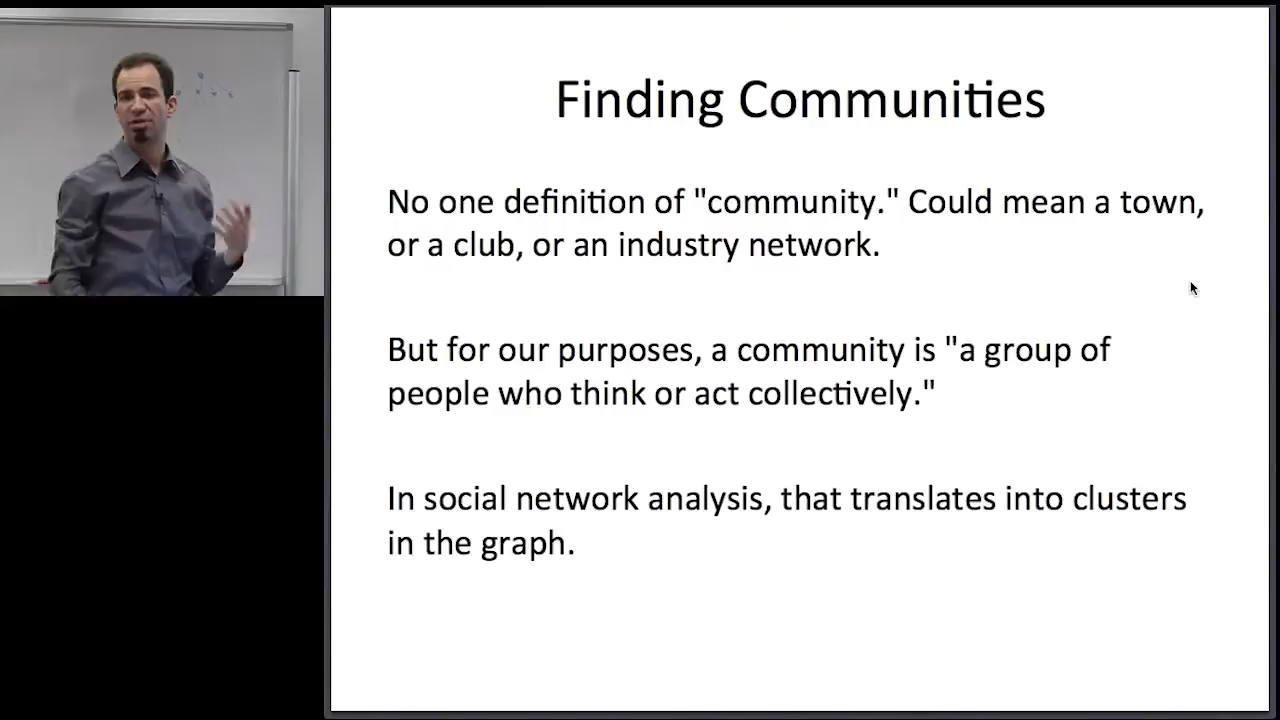 Finding Communities
No one definition of "community." Could mean a town,
or a club, or an industry network.
But for our purposes, a community is "a group of
people who think or act collectively."
In social network analysis, that translates into clusters
in the graph.